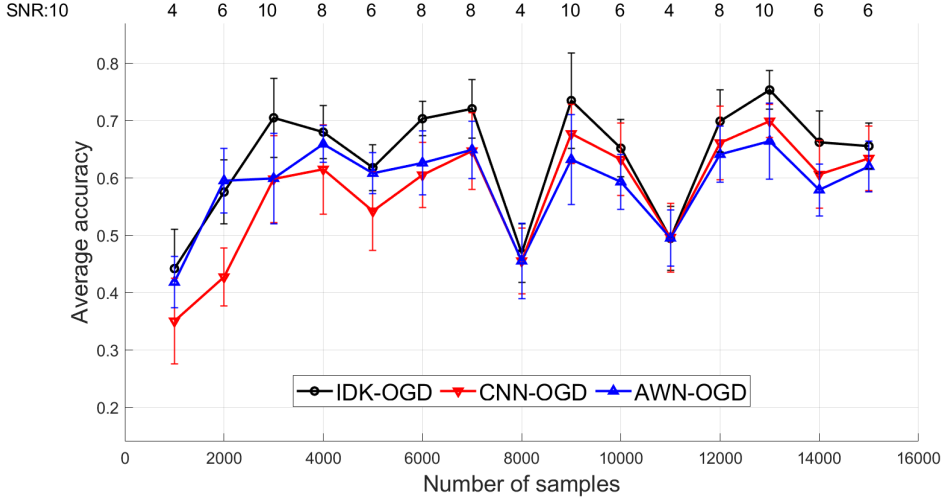 SNR:10 4 6 10 8 6 8 8 4 10 6 4 8 10 6 6
0.8
0.7
0.6
0.5
0.4
0.3
0.2
Average accuracy
IDK-OGD CNN-OGD AWN-OGD
0 2000 4000 6000 8000 10000 12000 14000 16000
Number of samples